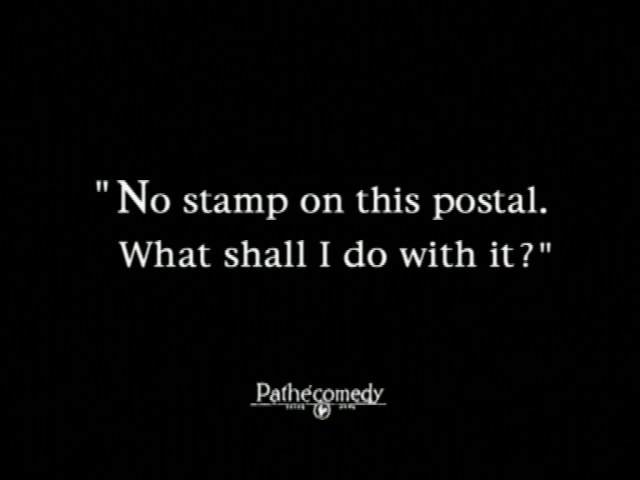 "No stamp on this postal.
What shall I do with it?"
Pathécomedy